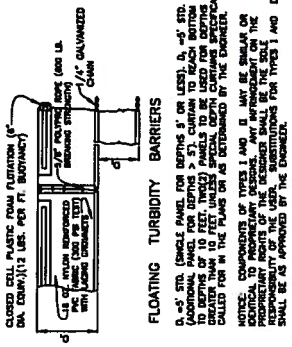 CLOSED CELL PLASTIC FOAM FLOTATION (6"
DIA. EQUIV.)(12 LBS. PER FT. BUOYANCY)
5/16" POLYPRO ROPE (600 LB.
BREAKING STRENGTH)
1/4" GALVANIZED
CHAIN
18 OZ. NYLON REINFORCED
PVC FABRIC (300 PSI TEST)
WITH LACING GROMMETS
FLOATING TURBIDITY BARRIERS
D₁ =5' STD. (SINGLE PANEL FOR DEPTHS 5' OR LESS). D₂ =5' STD.
(ADDITIONAL PANEL FOR DEPTHS > 5'). CURTAIN TO REACH BOTTOM
TO DEPTHS OF 10 FEET. TWO(2) PANELS TO BE USED FOR DEPTHS
GREATER THAN 10 FEET UNLESS SPECIAL DEPTH CURTAINS SPECIFICA
CALLED FOR IN THE PLANS OR AS DETERMINED BY THE ENGINEER.
NOTICE: COMPONENTS OF TYPES I AND II MAY BE SIMILAR OR
IDENTICAL TO PROPRIETARY DESIGNS. ANY INFRINGEMENT ON THE
PROPRIETARY RIGHTS OF THE DESIGNER SHALL BE THE SOLE
RESPONSIBILITY OF THE USER. SUBSTITUTIONS FOR TYPES I AND
SHALL BE AS APPROVED BY THE ENGINEER.